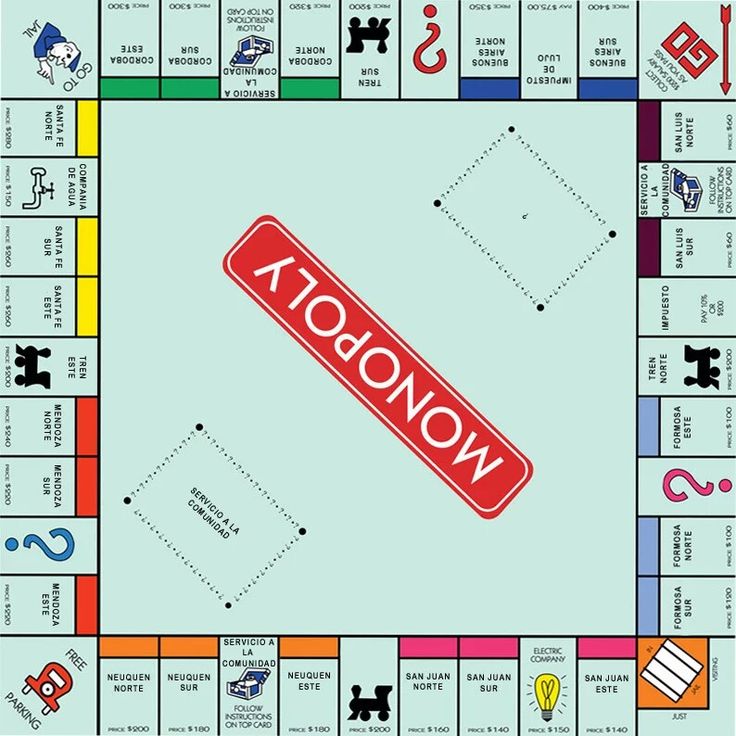 GO TO
JAIL
CORDOBA
ESTE
PRICE $300
CORDOBA
SUR
PRICE $300
SERVICIO A
LA
COMUNIDAD
FOLLOW
INSTRUCTIONS
ON TOP CARD
CORDOBA
NORTE
PRICE $320
TREN
SUR
PRICE $200
BUENOS
AIRES
NORTE
PRICE $350
IMPUESTO
DE
LUJO
PAY $75.00
BUENOS
AIRES
SUR
PRICE $400
COLLECT
$200 SALARY
AS YOU PASS
GO
SANTA FE
NORTE
PRICE $280
COMPANIA
DE AGUA
PRICE $150
SANTA FE
SUR
PRICE $260
SANTA FE
ESTE
PRICE $260
TREN
ESTE
PRICE $200
MENDOZA
NORTE
PRICE $240
MENDOZA
SUR
PRICE
MENDOZA
ESTE
PRICE $220
MONOPOLY
SERVICIO A LA
COMUNIDAD
¿
SAN LUIS
NORTE
PRICE $60
SERVICIO A
LA
COMUNIDAD
FOLLOW
INSTRUCTIONS
ON TOP CARD
SAN LUIS
SUR
PRICE $60
IMPUESTO
PAY 10%
OR
$200
TREN
NORTE
PRICE $200
FORMOSA
ESTE
PRICE $100
?
FORMOSA
NORTE
PRICE $100
FORMOSA
SUR
PRICE $120
FREE
PARKING
NEUQUEN
NORTE
PRICE $200
NEUQUEN
SUR
PRICE $180
SERVICIO A
LA
COMUNIDAD
FOLLOW
INSTRUCTIONS
ON TOP CARD
NEUQUEN
ESTE
PRICE $180
PRICE $200
SAN JUAN
NORTE
PRICE $160
SAN JUAN
SUR
PRICE $140
ELECTRIC
COMPANY
PRICE $150
SAN JUAN
ESTE
PRICE $140
IN
JAIL
JUST
VISITING